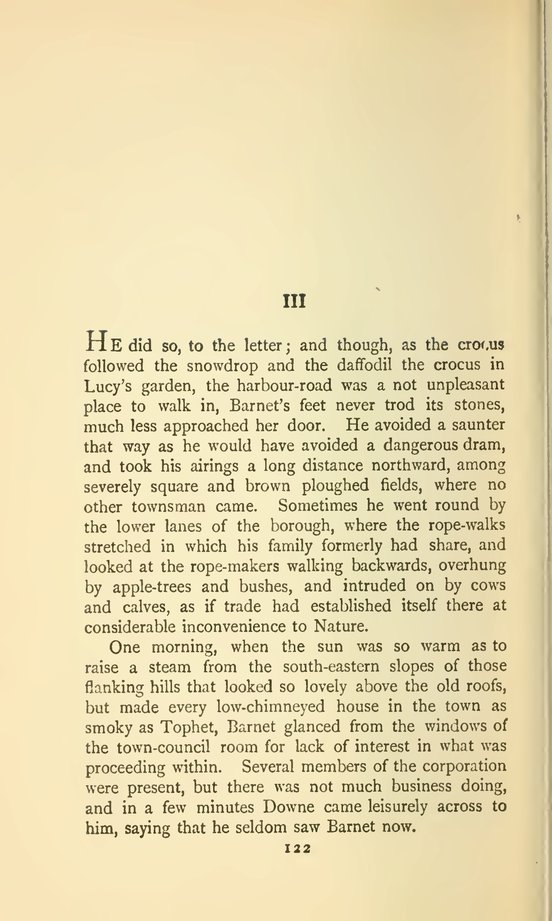 III
HE did so, to the letter; and though, as the crocus
followed the snowdrop and the daffodil the crocus in
Lucy's garden, the harbour-road was a not unpleasant
place to walk in, Barnet's feet never trod its stones,
much less approached her door. He avoided a saunter
that way as he would have avoided a dangerous dram,
and took his airings a long distance northward, among
severely square and brown ploughed fields, where no
other townsman came. Sometimes he went round by
the lower lanes of the borough, where the rope-walks
stretched in which his family formerly had share, and
looked at the rope-makers walking backwards, overhung
by apple-trees and bushes, and intruded on by cows
and calves, as if trade had established itself there at
considerable inconvenience to Nature.
One morning, when the sun was so warm as to
raise a steam from the south-eastern slopes of those
flanking hills that looked so lovely above the old roofs,
but made every low-chimneyed house in the town as
smoky as Tophet, Barnet glanced from the windows of
the town-council room for lack of interest in what was
proceeding within. Several members of the corporation
were present, but there was not much business doing,
and in a few minutes Downe came leisurely across to
him, saying that he seldom saw Barnet now.
122